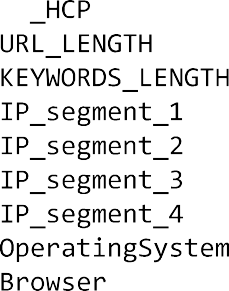 _HCP
URL_LENGTH
KEYWORDS_LENGTH
IP_segment_1
IP_segment_2
IP_segment_3
IP_segment_4
OperatingSystem
Browser